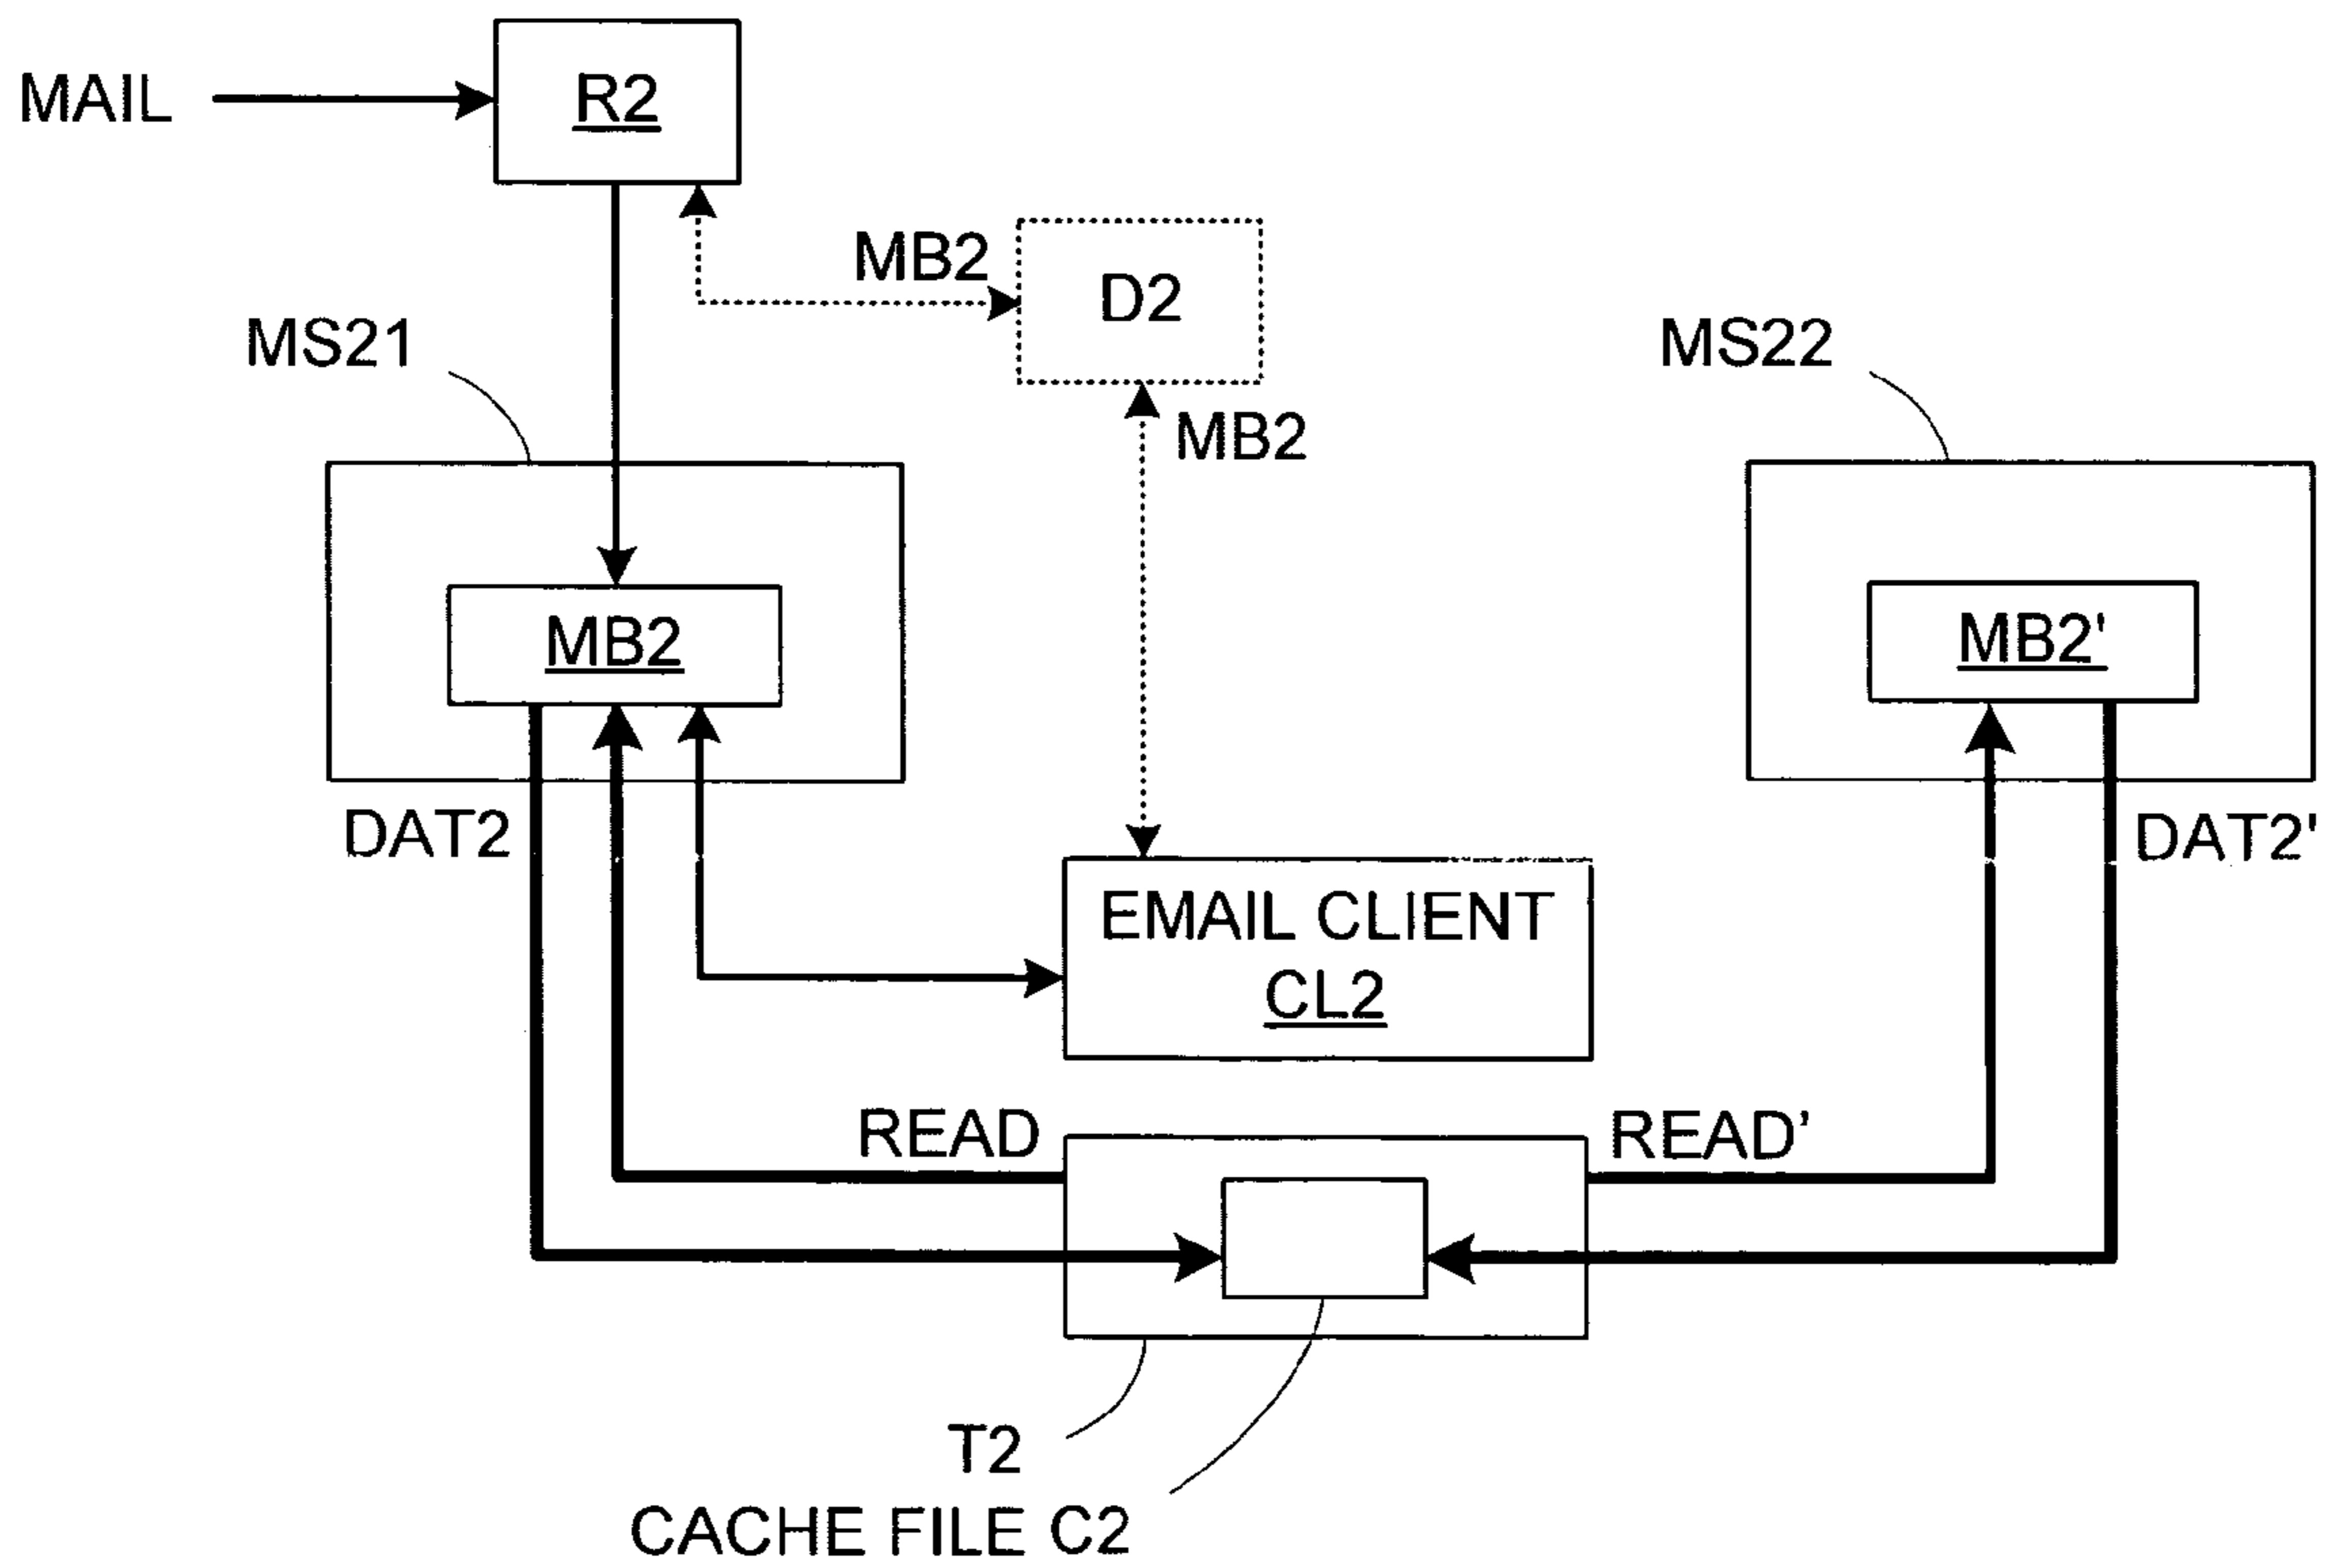 MAIL
R2
MB2
D2
MS21
MS22
MB2
MB2
MB2'
DAT2
DAT2'
EMAIL CLIENT
CL2
READ
READ’
T2
CACHE FILE C2